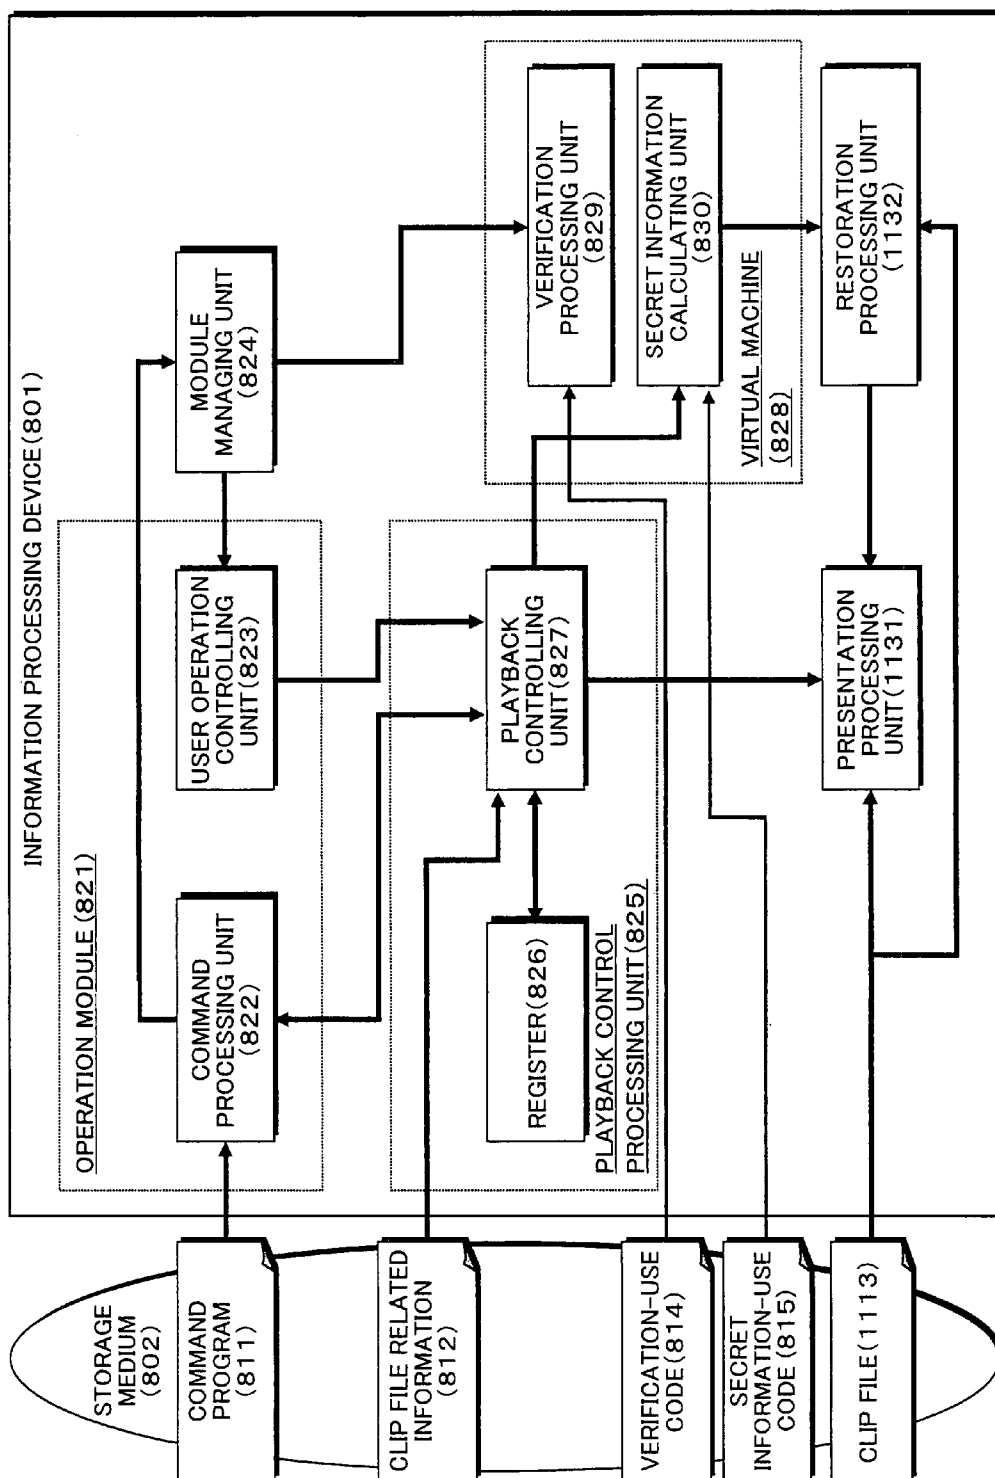 INFORMATION PROCESSING DEVICE(801)
STORAGE
MEDIUM
(802)
COMMAND
PROGRAM
(811)
CLIP FILE RELATED
INFORMATION
(812)
VERIFICATION-USE
CODE(814)
SECRET
INFORMATION-USE
CODE (815)
CLIP FILE(1113)
OPERATION MODULE (821)
COMMAND
PROCESSING UNIT
(822)
USER OPERATION
CONTROLLING
UNIT(823)
MODULE
MANAGING UNIT
(824)
REGISTER(826)
PLAYBACK CONTROL
PROCESSING UNIT(825)
PLAYBACK
CONTROLLING
UNIT(827)
VERIFICATION
PROCESSING UNIT
(829)
SECRET INFORMATION
CALCULATING UNIT
(830)
VIRTUAL MACHINE
(828)
PRESENTATION
PROCESSING
UNIT(1131)
RESTORATION
PROCESSING UNIT
(1132)